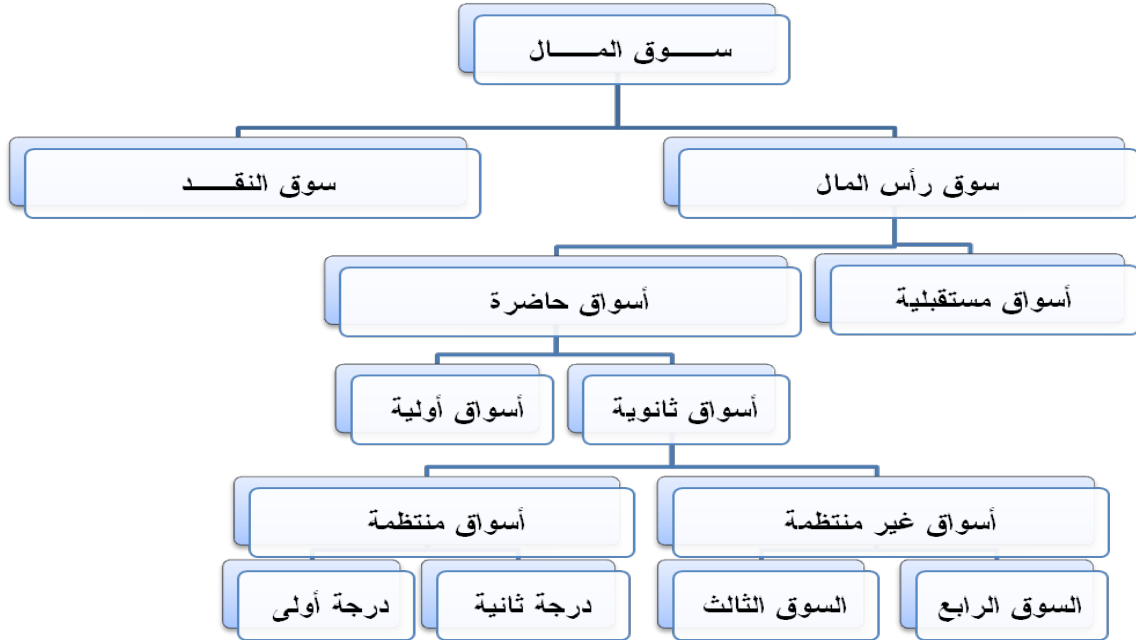 ســـــوق المـــــال
سوق رأس المال
سوق النقـــــد
أسواق مستقبلية
أسواق حاضرة
أسواق ثانوية
أسواق أولية
أسواق غير منتظمة
أسواق منتظمة
السوق الرابع
السوق الثالث
درجة ثانية
درجة أولى